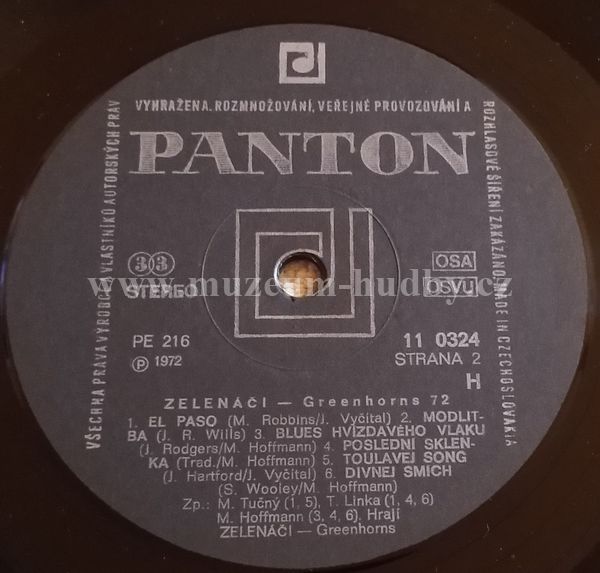 VŠECHNA PRÁVA VÝROBCE I VLASTNÍKŮ AUTORSKÝCH PRÁV
VYHRAŽENA. ROZMNOŽOVÁNÍ, VEŘEJNÉ PROVOZOVÁNÍ A
ROZHLASOVÉ ŠÍŘENÍ ZAKÁZÁNO. MADE IN CZECHOSLOVAKIA
PANTON
33
STEREO
OSA
OSVU
www.muzeum-hudby.cz
PE 216
11 0324
Ⓟ 1972
STRANA 2
H
ZELENÁČI — Greenhorns 72
1. EL PASO (M. Robbins/J. Vyčítal) 2. MODLIT-
BA (J. R. Wills) 3. BLUES HVÍZDAVÉHO VLAKU
(J. Rodgers/M. Hoffmann) 4. POSLEDNÍ SKLEN-
KA (Trad./M. Hoffmann) 5. TOULAVEJ SONG
(J. Hartford/J. Vyčítal) 6. DIVNEJ SMÍCH
(S. Wooley/M. Hoffmann)
Zp.: M. Tučný (1, 5), T. Linka (1, 4, 6)
M. Hoffmann (3, 4, 6), Hrají
ZELENÁČI — Greenhorns